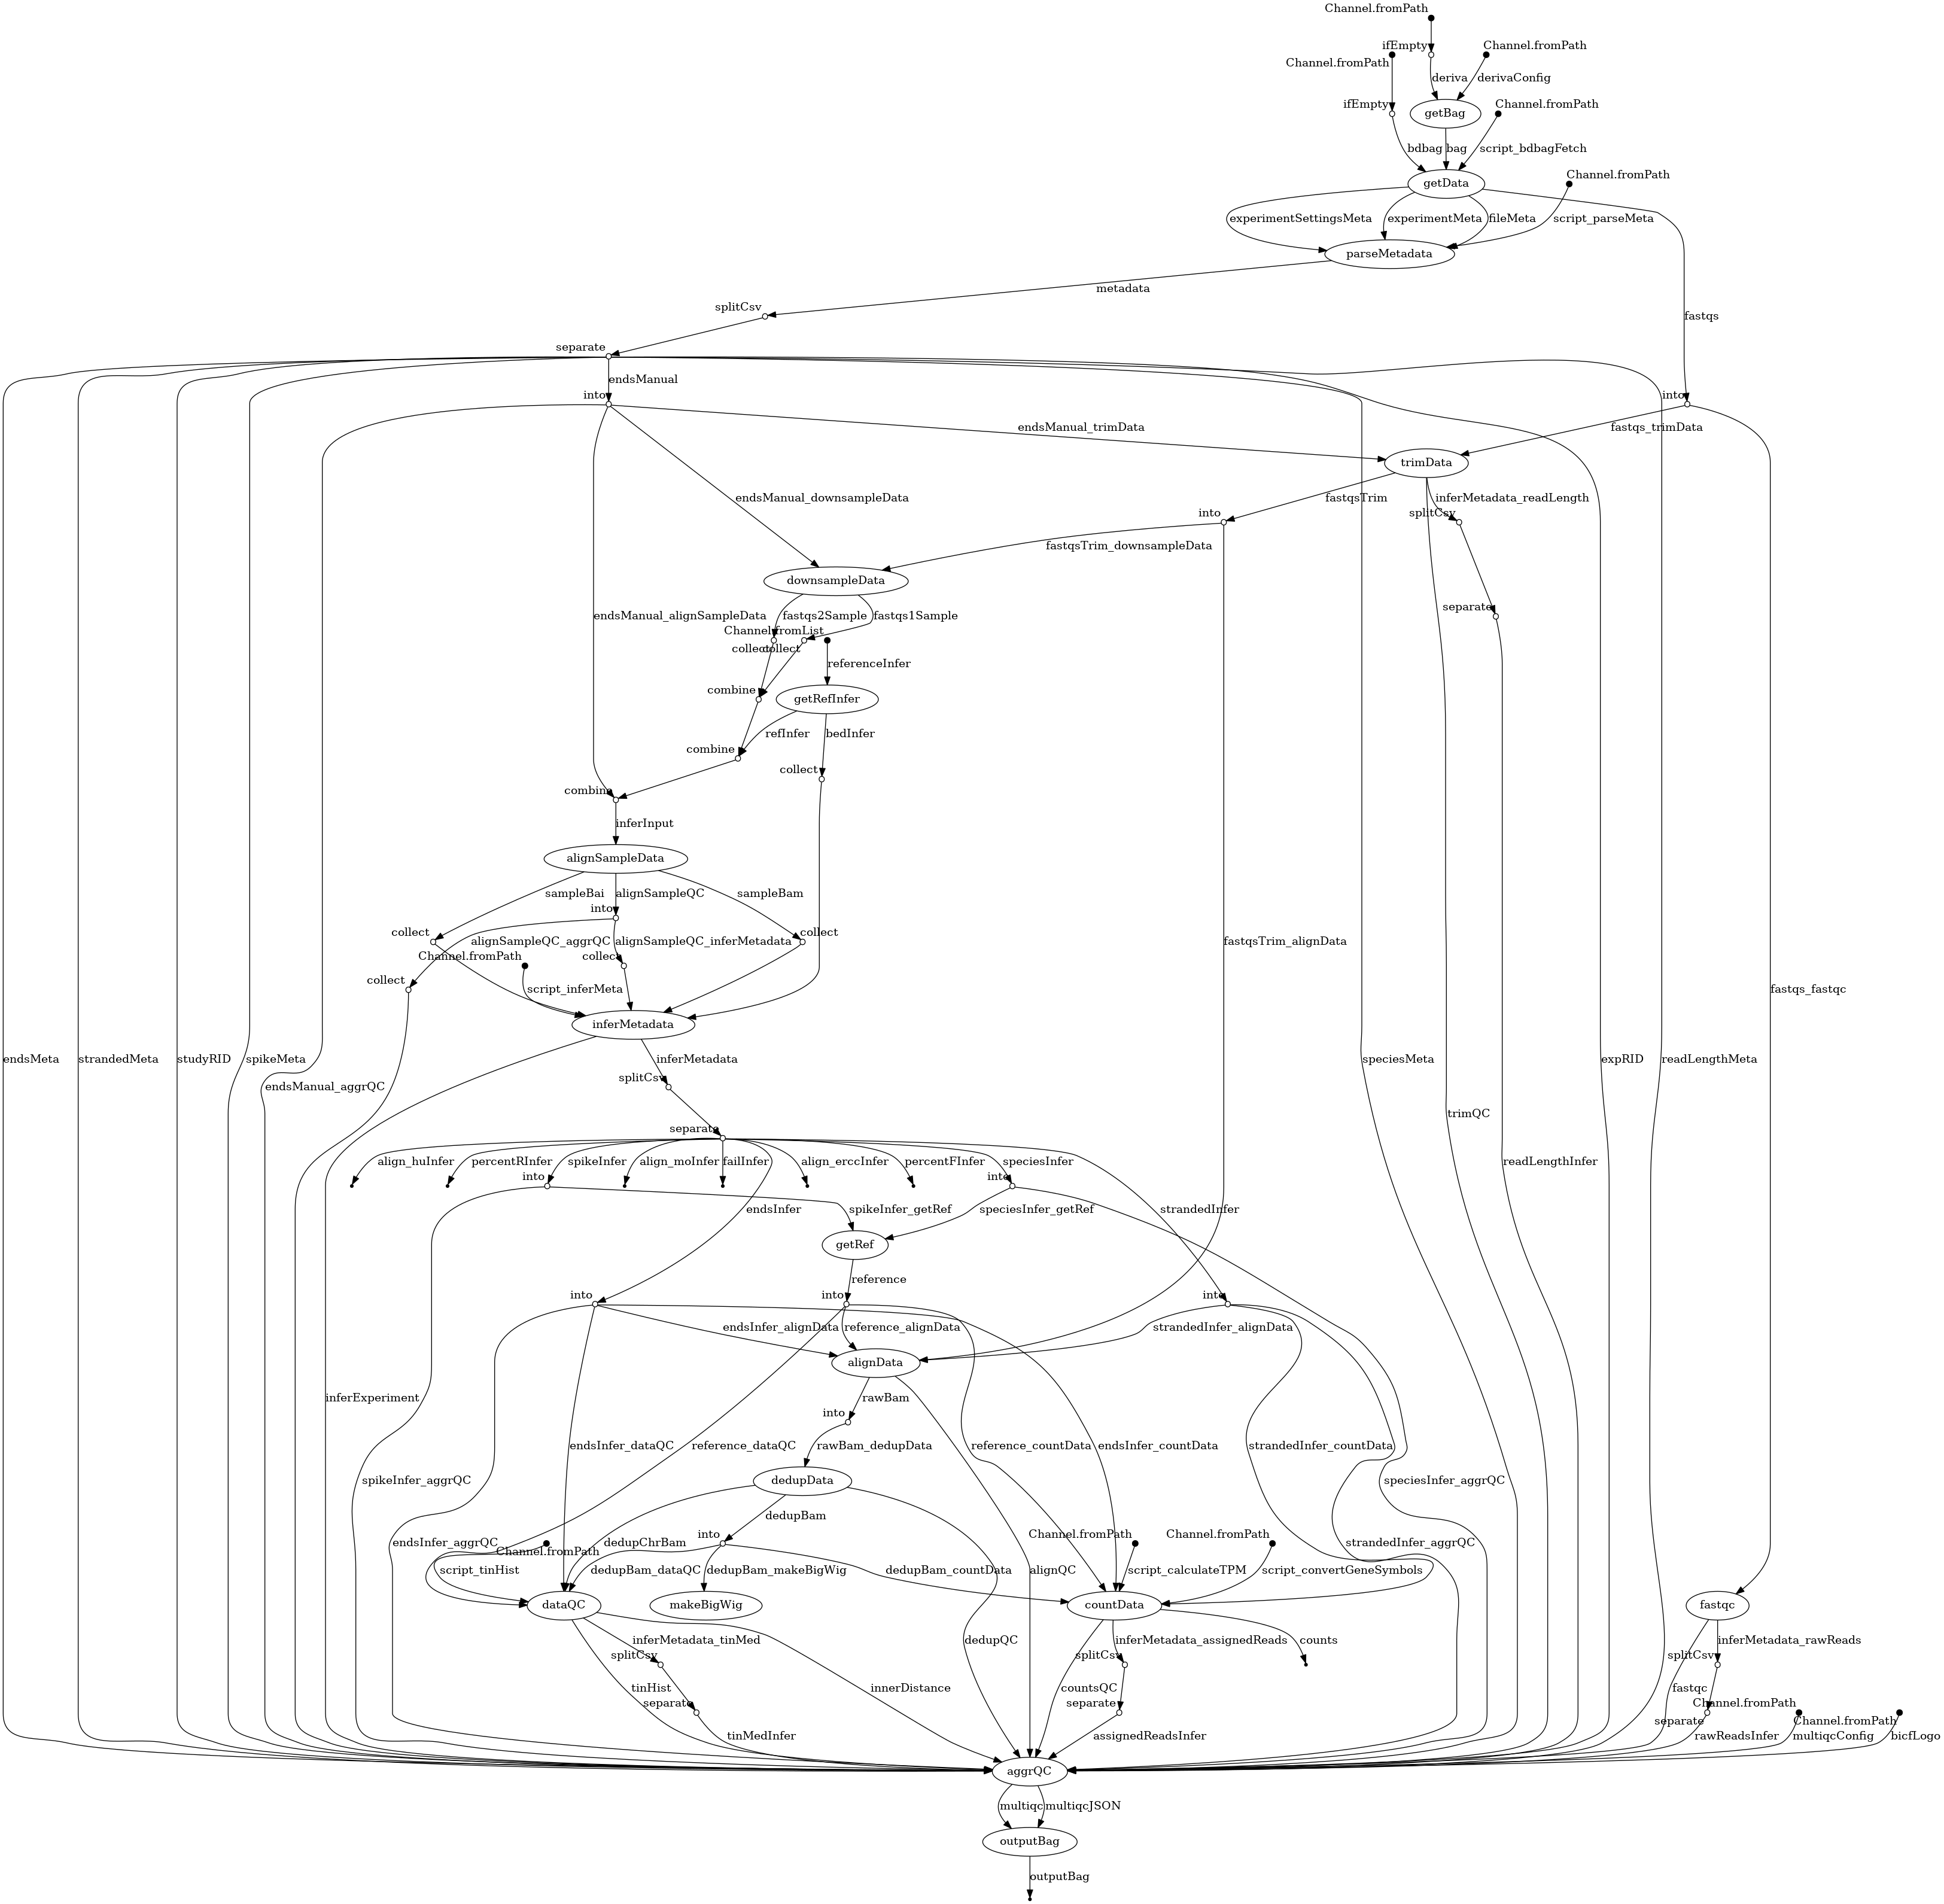 Channel.fromPath
ifEmpty
Channel.fromPath
Channel.fromPath
deriva
derivaConfig
ifEmpty
getBag
Channel.fromPath
bdbag
bag
script_bdbagFetch
getData
Channel.fromPath
experimentSettingsMeta
experimentMeta
fileMeta
script_parseMeta
parseMetadata
metadata
splitCsv
fastqs
separate
endsManual
into
into
endsManual_trimData
fastqs_trimData
trimData
endsManual_downsampleData
fastqsTrim
inferMetadata_readLength
into
splitCsv
fastqsTrim_downsampleData
downsampleData
endsManual_alignSampleData
fastqs2Sample
fastqs1Sample
separate
Channel.fromList
collect
collect
referenceInfer
combine
getRefInfer
refInfer
bedInfer
combine
collect
combine
inferInput
alignSampleData
sampleBai
alignSampleQC
sampleBam
into
collect
collect
alignSampleQC_aggrQC
alignSampleQC_inferMetadata
fastqsTrim_alignData
Channel.fromPath
collect
collect
script_inferMeta
fastqs_fastqc
inferMetadata
endsMeta
strandedMeta
studyRID
spikeMeta
inferMetadata
speciesMeta
expRID
readLengthMeta
splitCsv
endsManual_aggrQC
trimQC
separate
align_huInfer
percentRInfer
spikeInfer
align_moInfer
failInfer
align_erccInfer
percentFInfer
speciesInfer
readLengthInfer
into
into
endsInfer
spikeInfer_getRef
speciesInfer_getRef
strandedInfer
getRef
reference
into
into
into
endsInfer_alignData
reference_alignData
strandedInfer_alignData
alignData
inferExperiment
rawBam
into
endsInfer_dataQC
reference_dataQC
rawBam_dedupData
reference_countData
endsInfer_countData
strandedInfer_countData
spikeInfer_aggrQC
dedupData
speciesInfer_aggrQC
dedupBam
into
Channel.fromPath
Channel.fromPath
endsInfer_aggrQC
dedupChrBam
strandedInfer_aggrQC
Channel.fromPath
script_tinHist
dedupBam_dataQC
dedupBam_makeBigWig
dedupBam_countData
alignQC
script_calculateTPM
script_convertGeneSymbols
dataQC
makeBigWig
countData
fastqc
inferMetadata_tinMed
dedupQC
inferMetadata_assignedReads
counts
inferMetadata_rawReads
splitCsv
splitCsv
splitCsv
tinHist
innerDistance
countsQC
fastqc
separate
separate
Channel.fromPath
separate
Channel.fromPath
tinMedInfer
assignedReadsInfer
rawReadsInfer
multiqcConfig
bicfLogo
aggrQC
multiqc
multiqcJSON
outputBag
outputBag